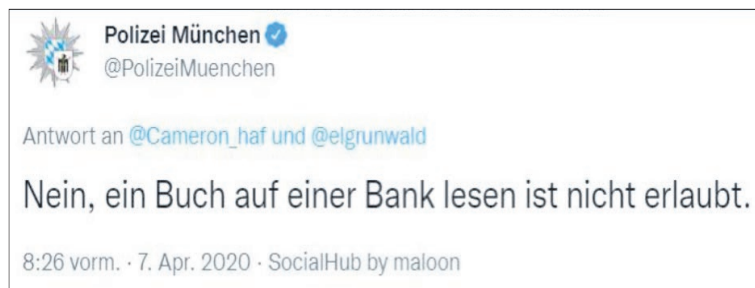 Polizei München
@PolizeiMuenchen
Antwort an @Cameron_haf und @elgrunwald
Nein, ein Buch auf einer Bank lesen ist nicht erlaubt.
8:26 vorm. · 7. Apr. 2020 · SocialHub by maloon